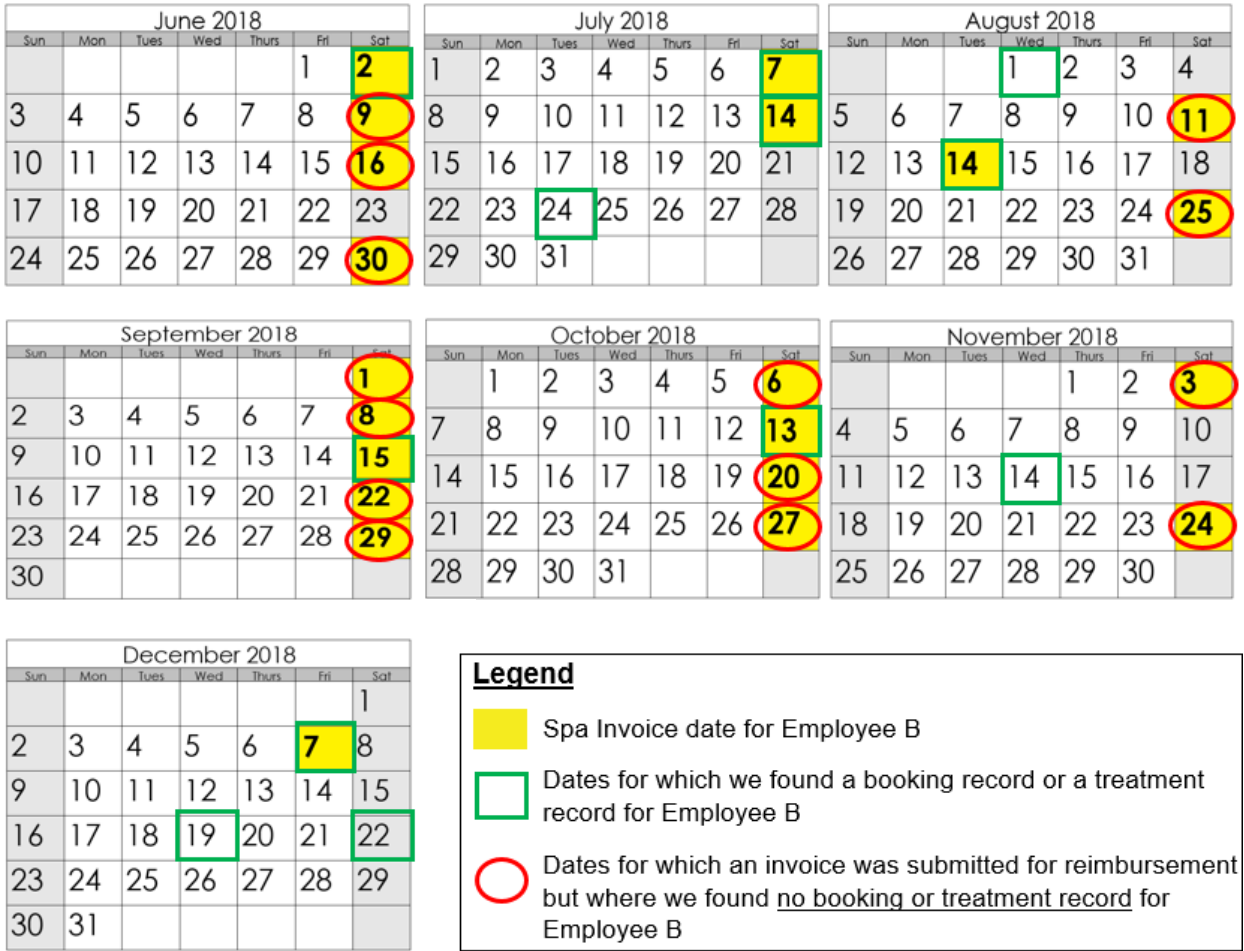 June 2018
Sun Mon Tues Wed Thurs Fri Sat
1 2
3 4 5 6 7 8 9
10 11 12 13 14 15 16
17 18 19 20 21 22 23
24 25 26 27 28 29 30
July 2018
Sun Mon Tues Wed Thurs Fri Sat
1 2 3 4 5 6 7
8 9 10 11 12 13 14
15 16 17 18 19 20 21
22 23 24 25 26 27 28
29 30 31
August 2018
Sun Mon Tues Wed Thurs Fri Sat
1 2 3 4
5 6 7 8 9 10 11
12 13 14 15 16 17 18
19 20 21 22 23 24 25
26 27 28 29 30 31
September 2018
Sun Mon Tues Wed Thurs Fri Sat
1
2 3 4 5 6 7 8
9 10 11 12 13 14 15
16 17 18 19 20 21 22
23 24 25 26 27 28 29
30
October 2018
Sun Mon Tues Wed Thurs Fri Sat
1 2 3 4 5 6
7 8 9 10 11 12 13
14 15 16 17 18 19 20
21 22 23 24 25 26 27
28 29 30 31
November 2018
Sun Mon Tues Wed Thurs Fri Sat
1 2 3
4 5 6 7 8 9 10
11 12 13 14 15 16 17
18 19 20 21 22 23 24
25 26 27 28 29 30
December 2018
Sun Mon Tues Wed Thurs Fri Sat
1
2 3 4 5 6 7 8
9 10 11 12 13 14 15
16 17 18 19 20 21 22
23 24 25 26 27 28 29
30 31
Legend
Spa Invoice date for Employee B
Dates for which we found a booking record or a treatment
record for Employee B
Dates for which an invoice was submitted for reimbursement
but where we found no booking or treatment record for
Employee B